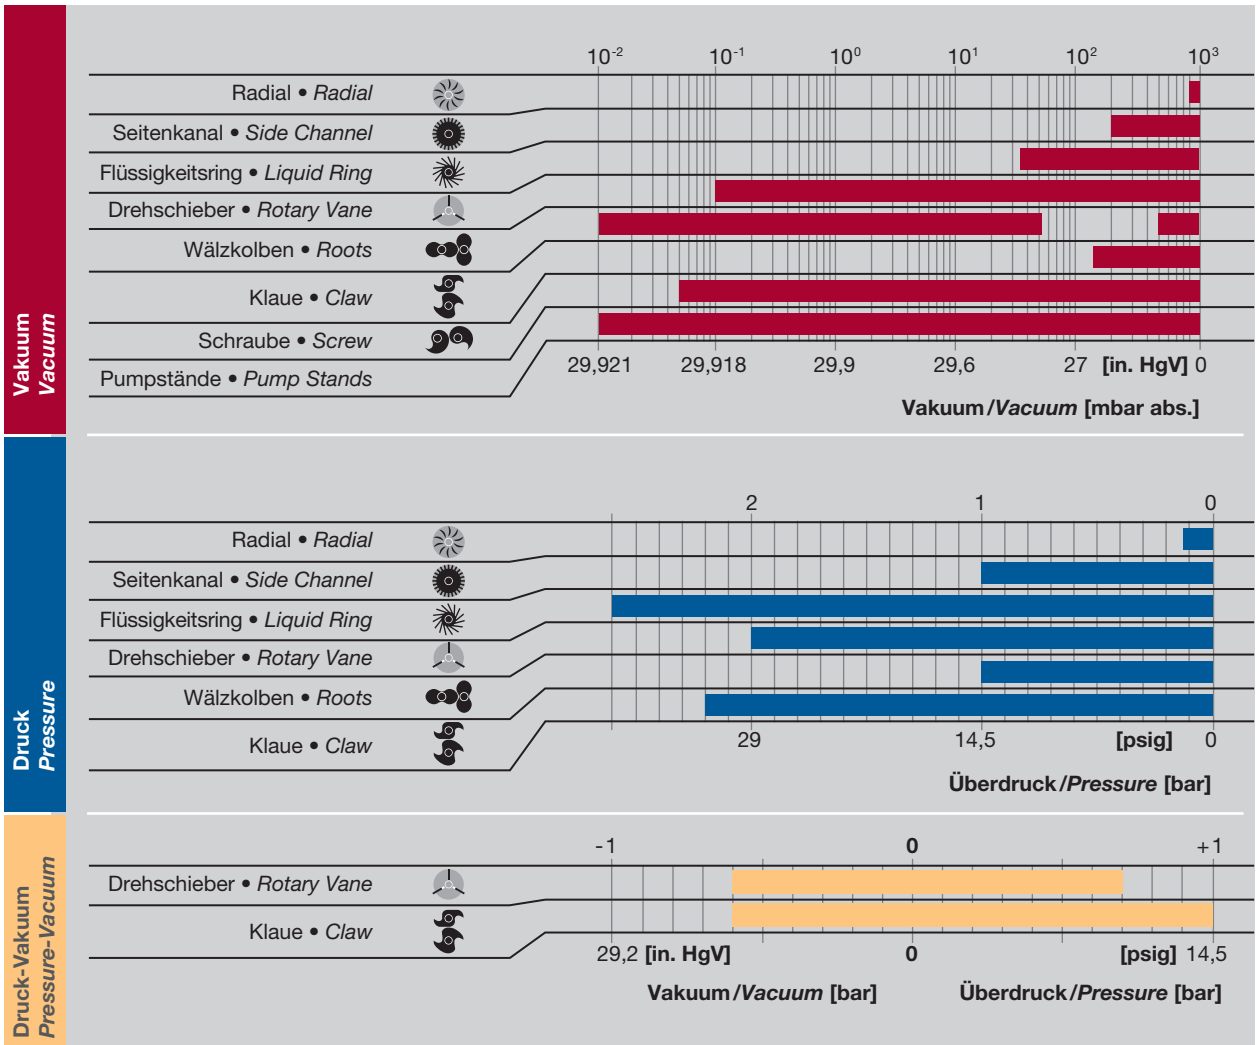 Vakuum
Vacuum
10-2 10-1 100 101 102 103
Radial • Radial
Seitenkanal • Side Channel
Flüssigkeitsring • Liquid Ring
Drehschieber • Rotary Vane
Wälzkolben • Roots
Klaue • Claw
Schraube • Screw
Pumpstände • Pump Stands
29,921 29,918 29,9 29,6 27 [in. HgV] 0
Vakuum/Vacuum [mbar abs.]
Druck
Pressure
2 1 0
Radial • Radial
Seitenkanal • Side Channel
Flüssigkeitsring • Liquid Ring
Drehschieber • Rotary Vane
Wälzkolben • Roots
Klaue • Claw
29 14,5 [psig] 0
Überdruck/Pressure [bar]
Druck-Vakuum
Pressure-Vacuum
-1 0 +1
Drehschieber • Rotary Vane
Klaue • Claw
29,2 [in. HgV] 0 [psig] 14,5
Vakuum/Vacuum [bar] Überdruck/Pressure [bar]